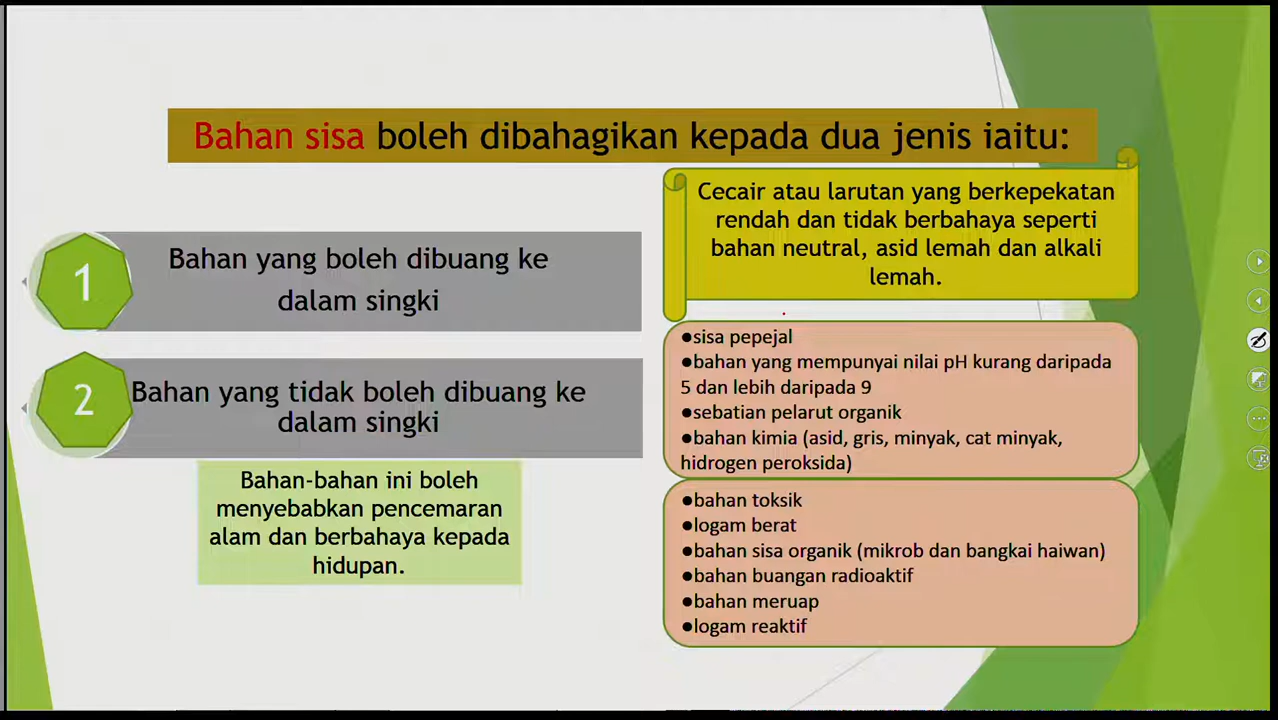 Bahan sisa boleh dibahagikan kepada dua jenis iaitu:
1
Bahan yang boleh dibuang ke
dalam singki
Cecair atau larutan yang berkepekatan
rendah dan tidak berbahaya seperti
bahan neutral, asid lemah dan alkali
lemah.
2
Bahan yang tidak boleh dibuang ke
dalam singki
Bahan-bahan ini boleh
menyebabkan pencemaran
alam dan berbahaya kepada
hidupan.
●sisa pepejal
●bahan yang mempunyai nilai pH kurang daripada
5 dan lebih daripada 9
●sebatian pelarut organik
●bahan kimia (asid, gris, minyak, cat minyak,
hidrogen peroksida)
●bahan toksik
●logam berat
●bahan sisa organik (mikrob dan bangkai haiwan)
●bahan buangan radioaktif
●bahan meruap
●logam reaktif